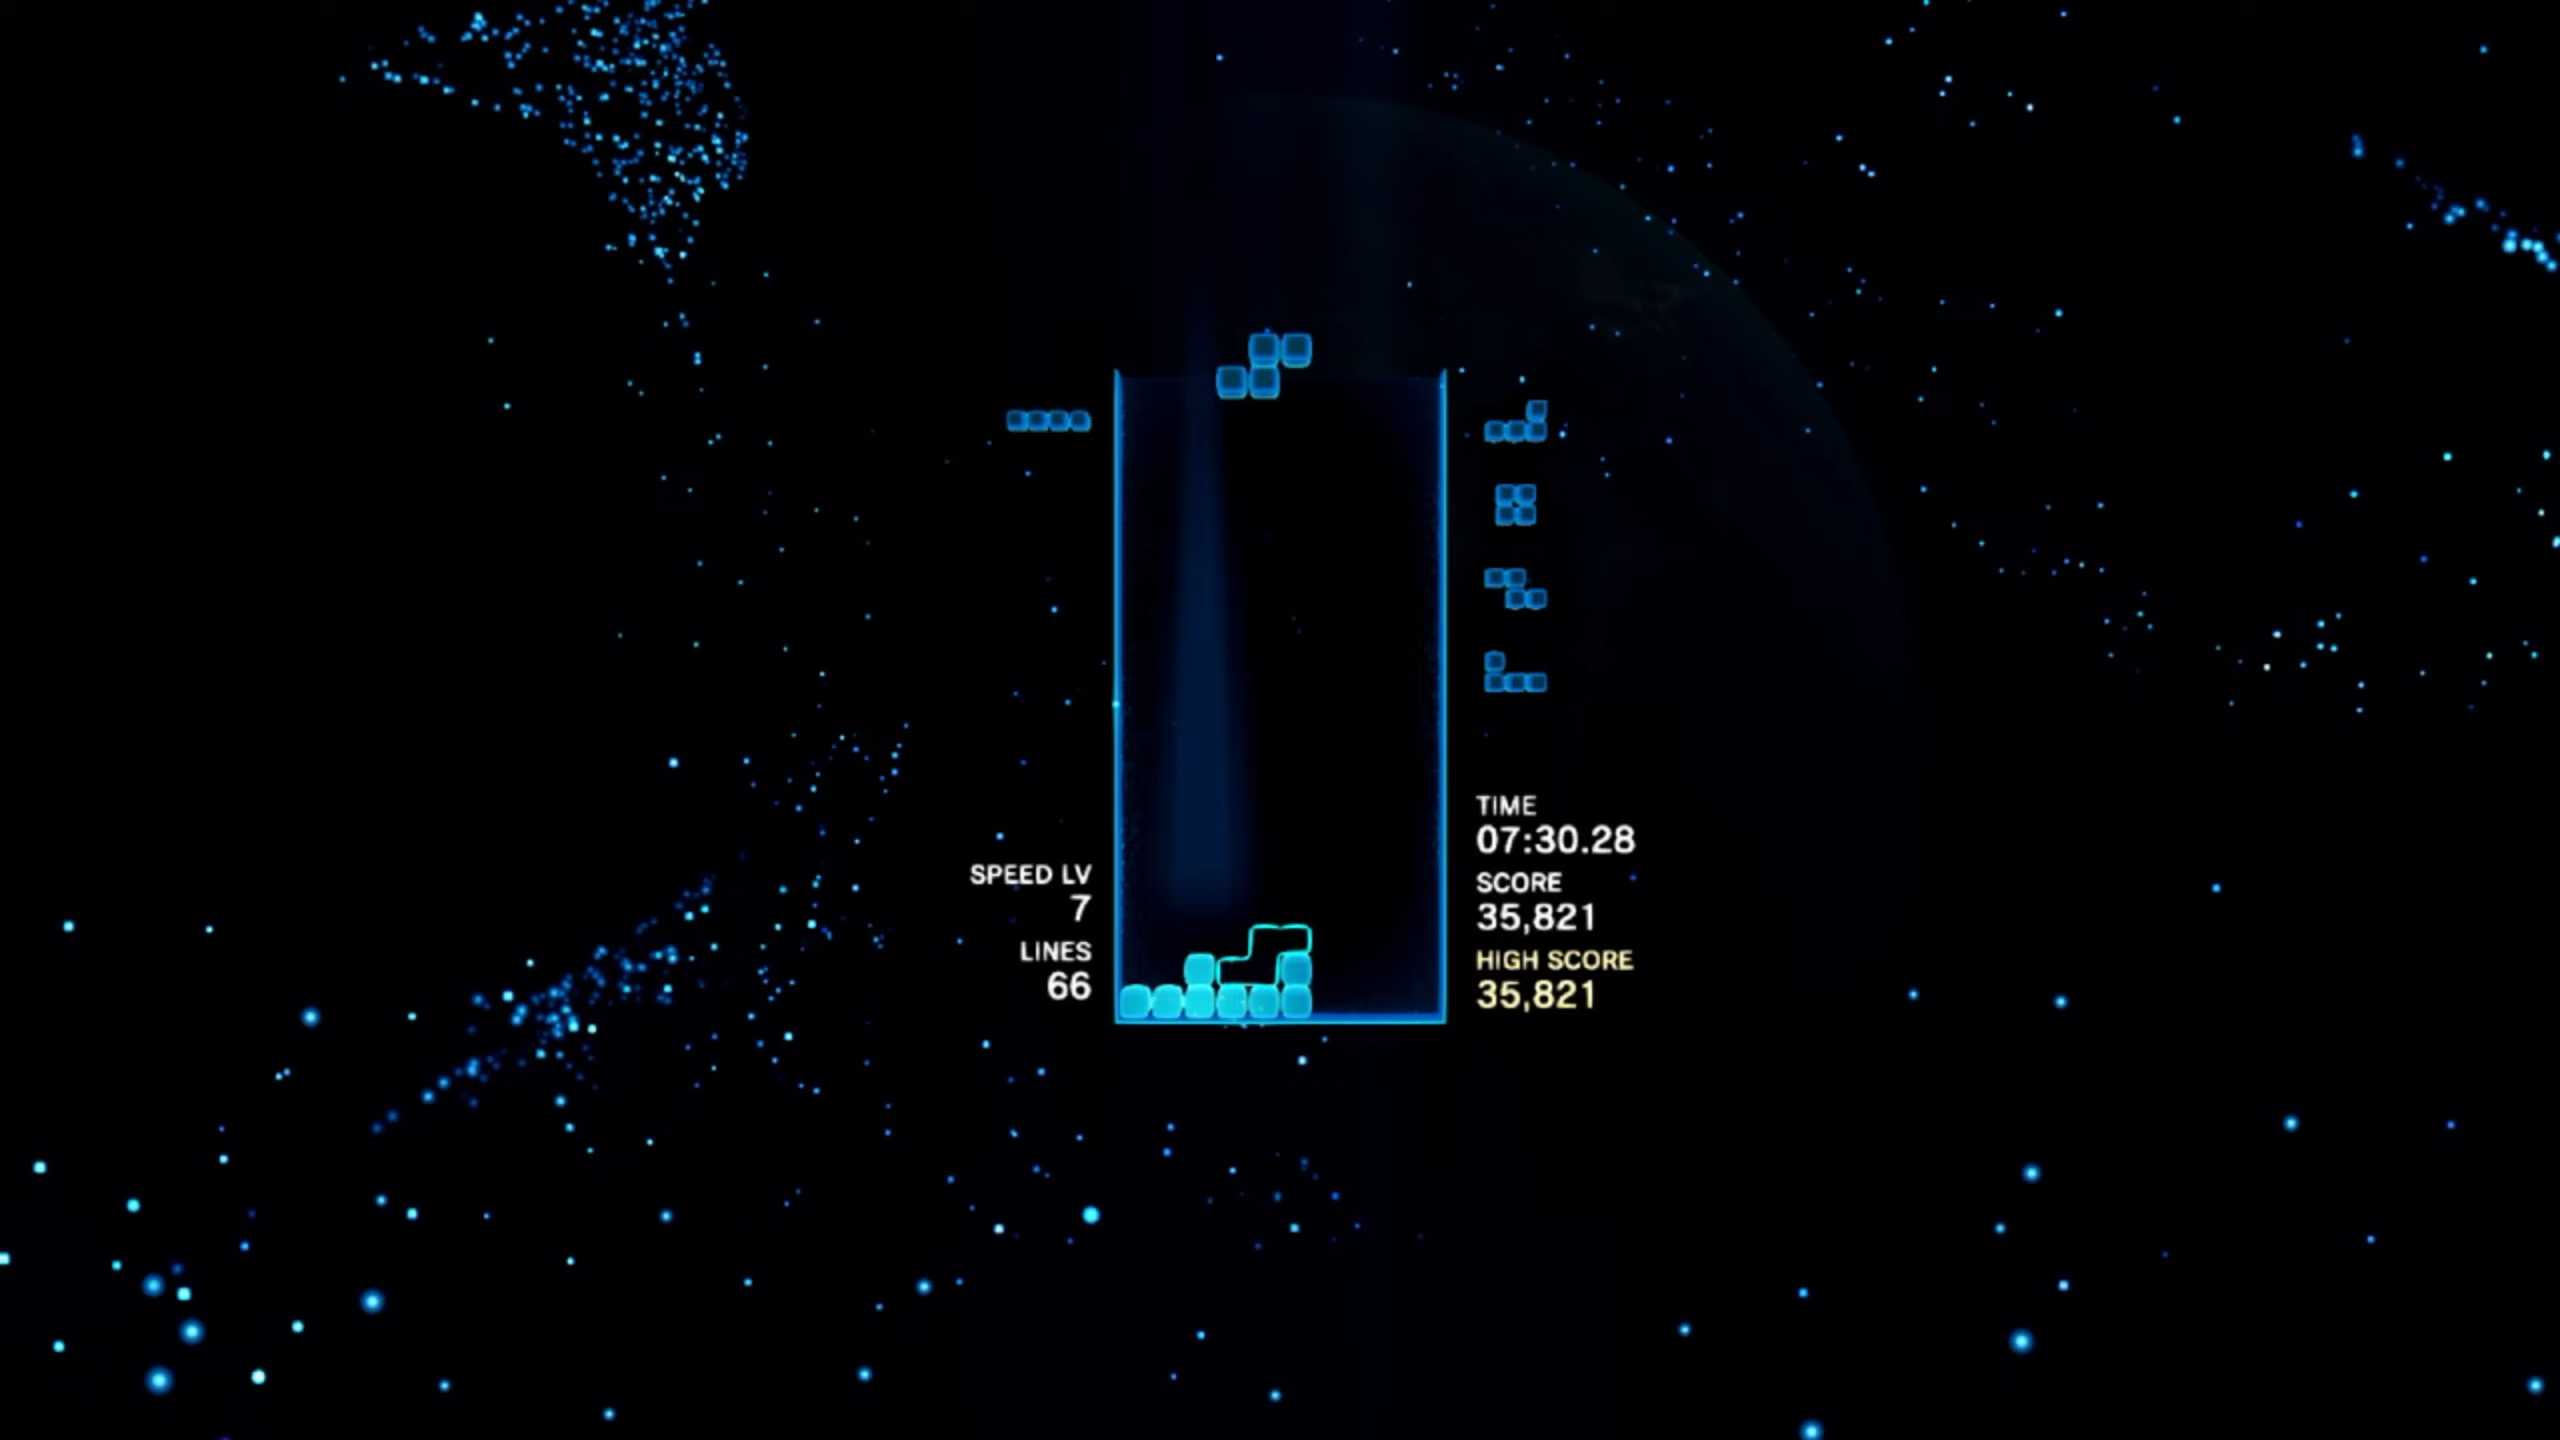 SPEED LV
7
LINES
66
TIME
07:30.28
SCORE
35,821
HIGH SCORE
35,821